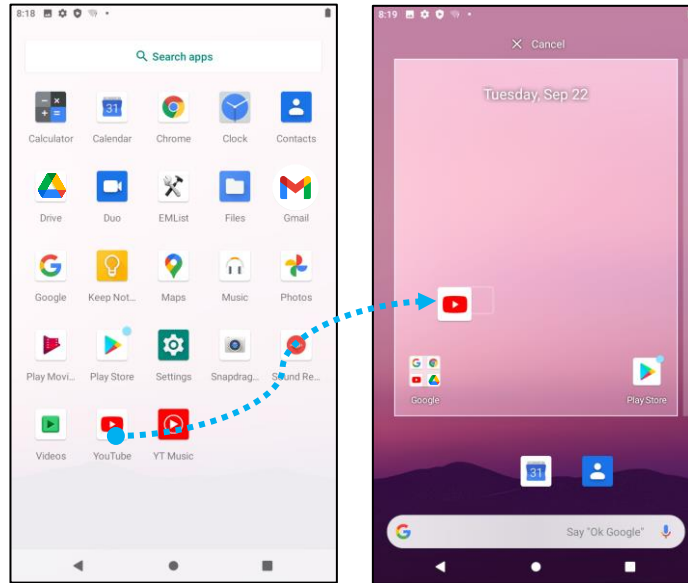 8:18
Search apps
Calculator Calendar Chrome Clock Contacts
31
Drive Duo EMList Files Gmail
Google Keep Not... Maps Music Photos
Play Movi... Play Store Settings Snapdrag... Sound Re...
Videos YouTube YT Music
8:19
Cancel
Tuesday, Sep 22
Google Play Store
31
Say "Ok Google"